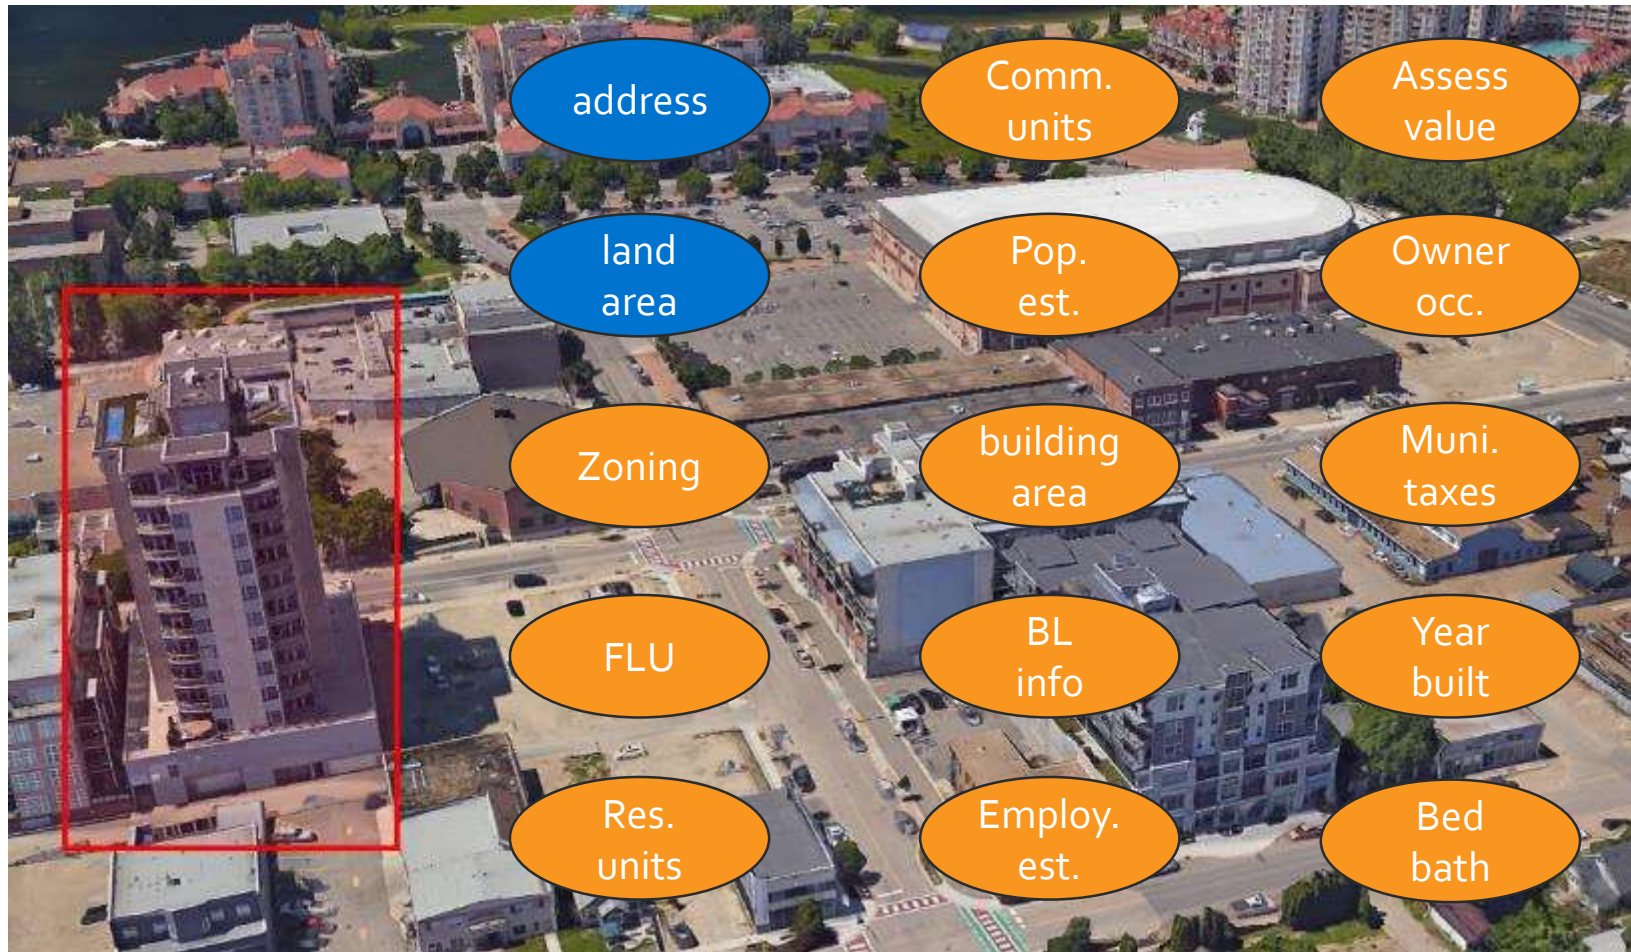 address
Comm.
units
Assess
value
land
area
Pop.
est.
Owner
occ.
Zoning
building
area
Muni.
taxes
FLU
BL
info
Year
built
Res.
units
Employ.
est.
Bed
bath